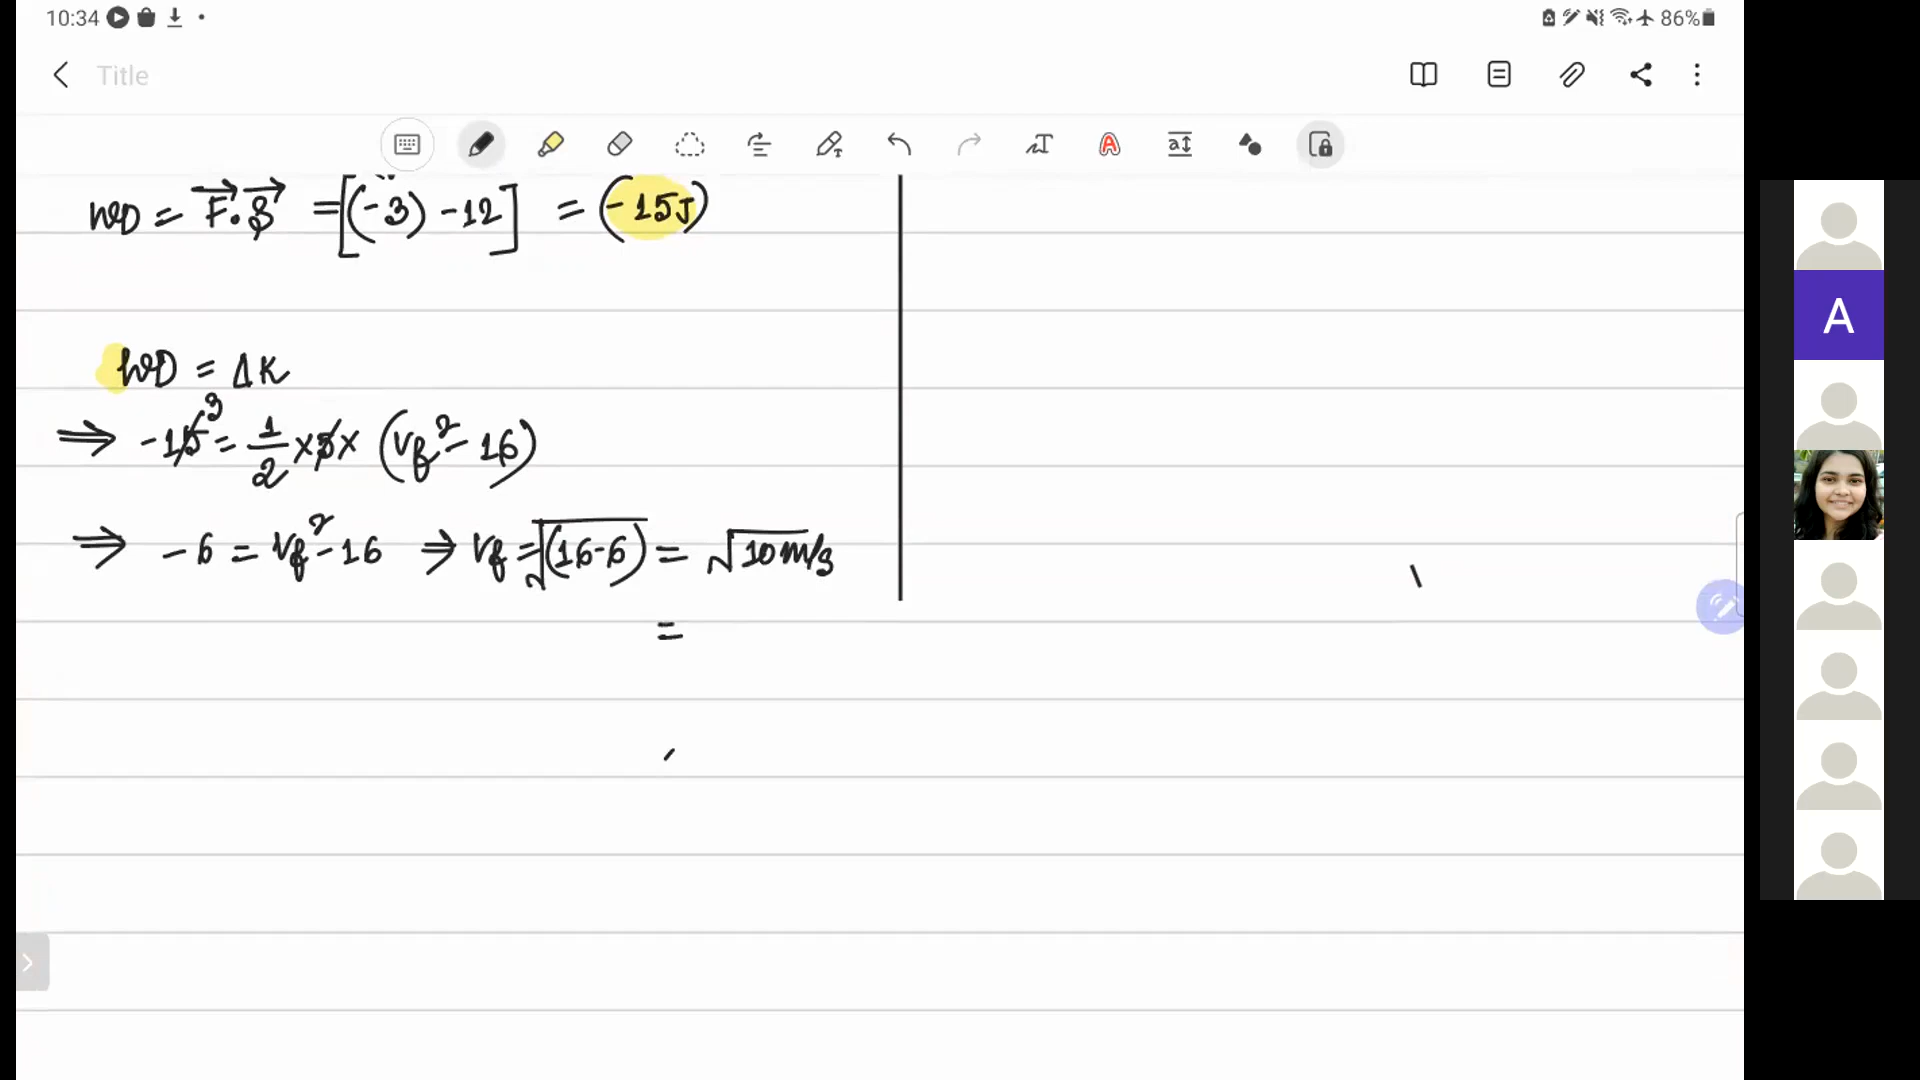 10:34
86%
Title
WD = F⃗.S⃗ = [(-3) -12] = (-15J)
WD = ΔK
⇒ -15 3 = 1/2 × 5 × (Vf² - 16)
⇒ -6 = Vf² - 16 ⇒ Vf = √(16-6) = √10 m/s
=
A